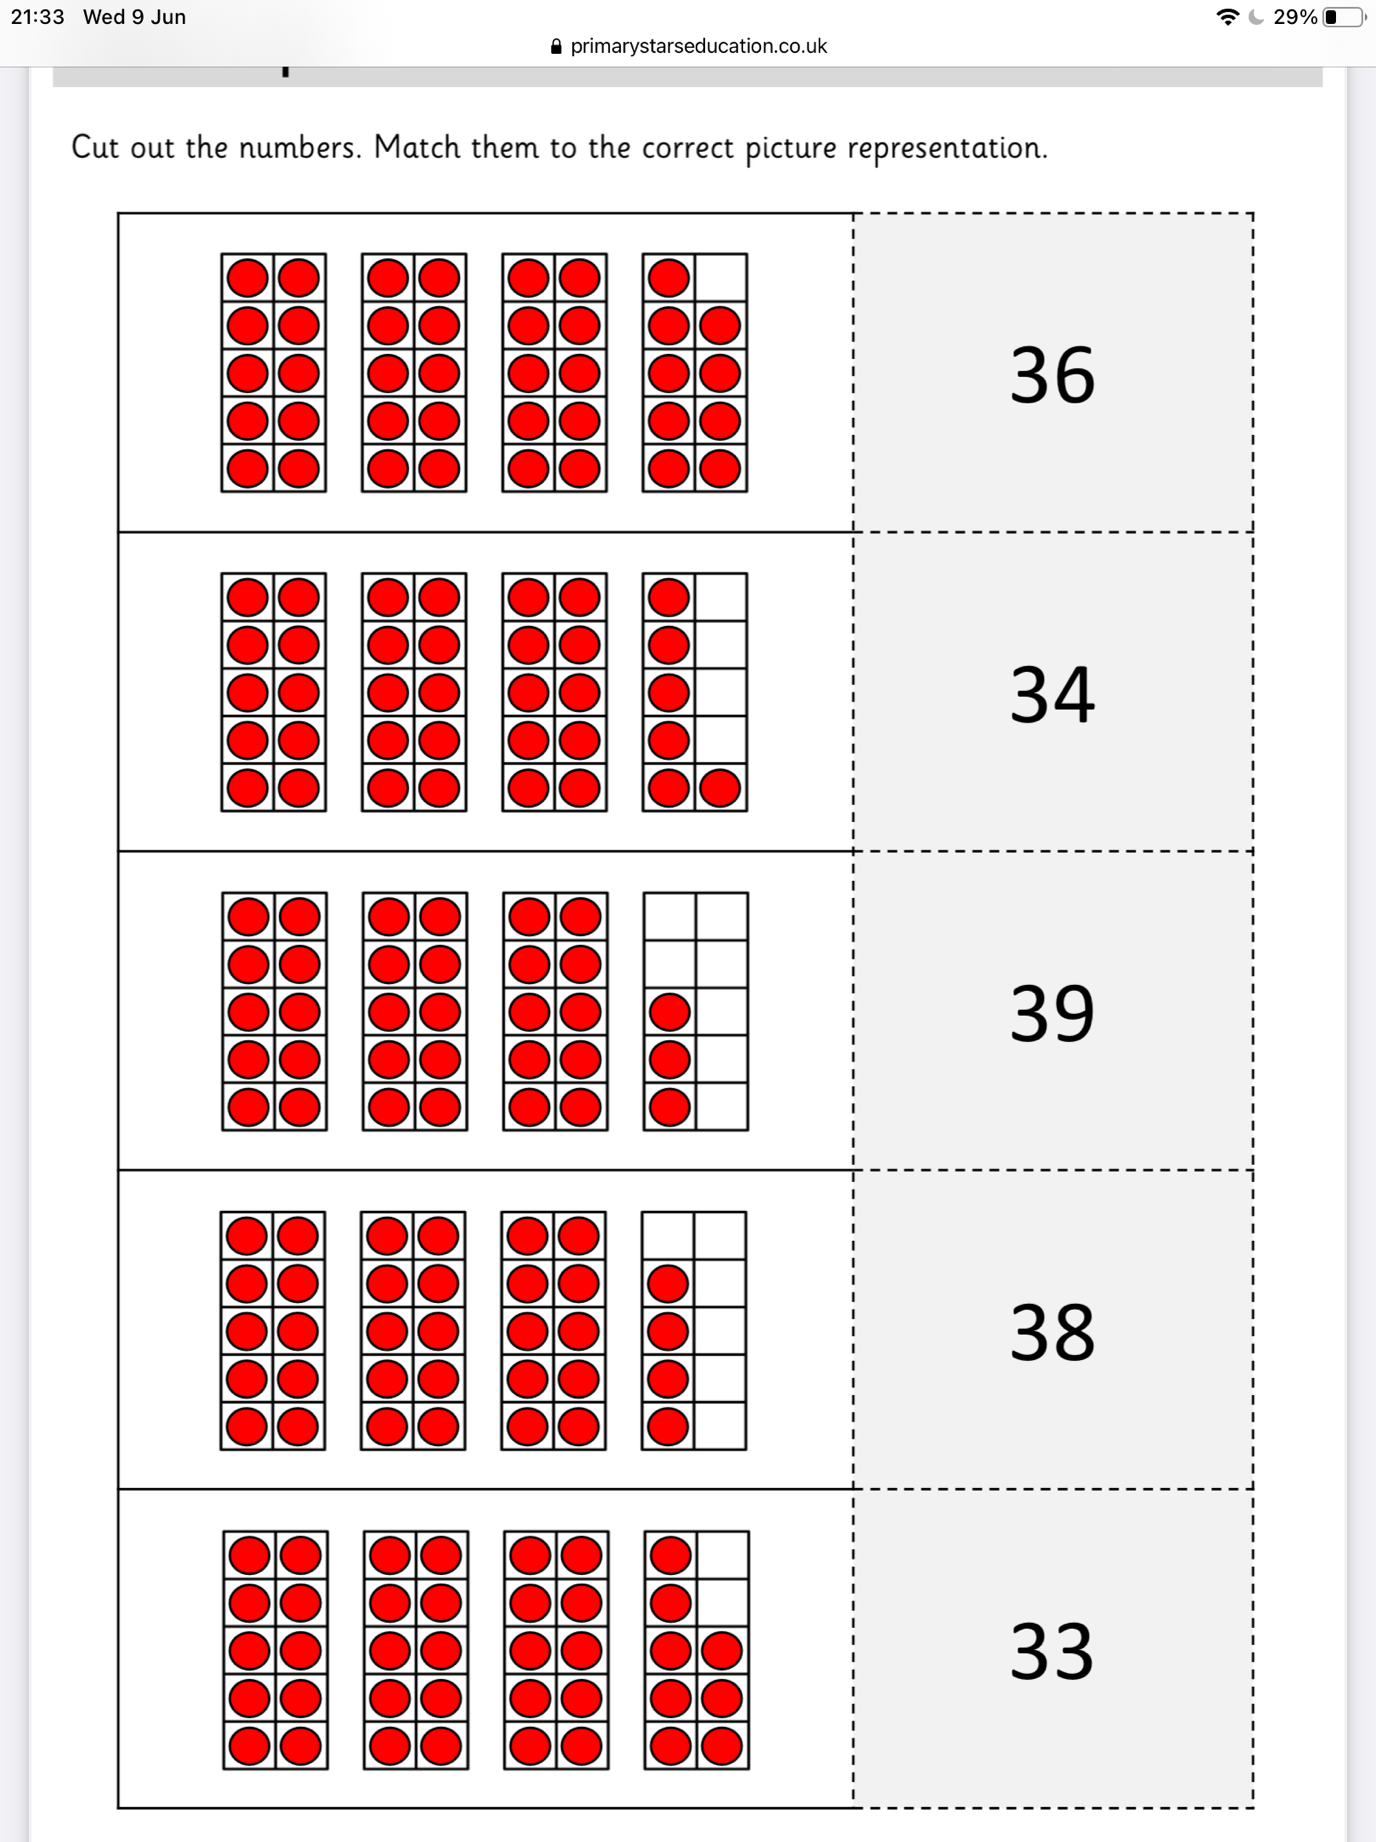 21:33 Wed 9 Jun
29%
primarystarseducation.co.uk
Cut out the numbers. Match them to the correct picture representation.
36
34
39
38
33